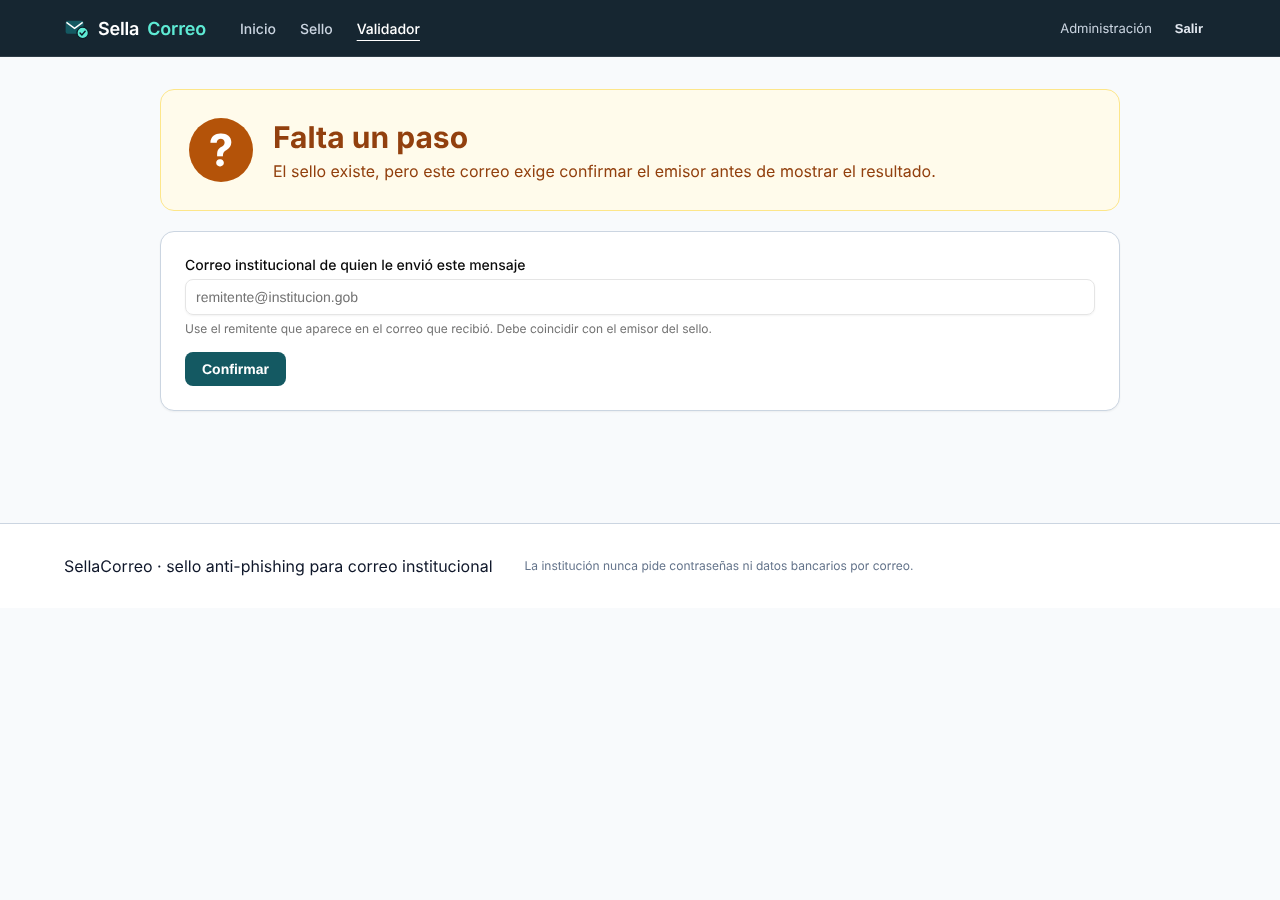 Sella Correo Inicio Sello Validador Administración Salir
?
Falta un paso
El sello existe, pero este correo exige confirmar el emisor antes de mostrar el resultado.
Correo institucional de quien le envió este mensaje
remitente@institucion.gob
Use el remitente que aparece en el correo que recibió. Debe coincidir con el emisor del sello.
Confirmar
SellaCorreo · sello anti-phishing para correo institucional La institución nunca pide contraseñas ni datos bancarios por correo.